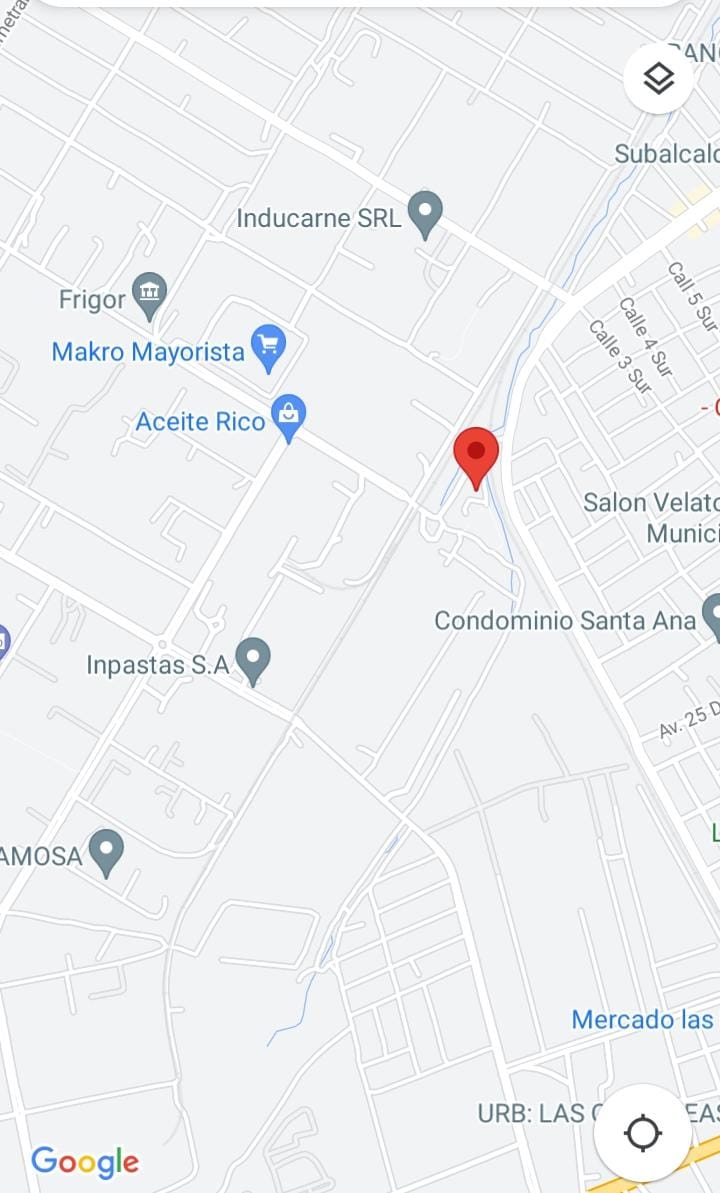 Subalcald
Inducarne SRL
Frigor
Calle 3 Sur
Calle 4 Sur
Call 5 Sur
Makro Mayorista
Aceite Rico
Salon Velato
Munici
Condominio Santa Ana
Inpastas S.A
Av. 25 D
AMOSA
Mercado las
URB: LAS
Google